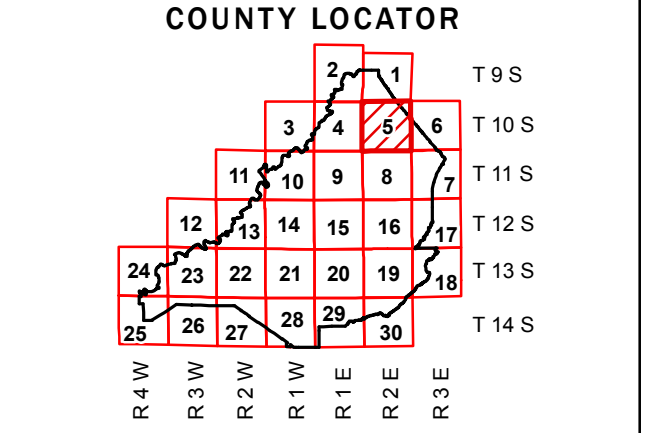 COUNTY LOCATOR
2 1 T 9 S
3 4 5 6 T 10 S
11 10 9 8 7 T 11 S
12 13 14 15 16 17 T 12 S
24 23 22 21 20 19 18 T 13 S
25 26 27 28 29 30 T 14 S
R 4 W
R 3 W
R 2 W
R 1 W
R 1 E
R 2 E
R 3 E